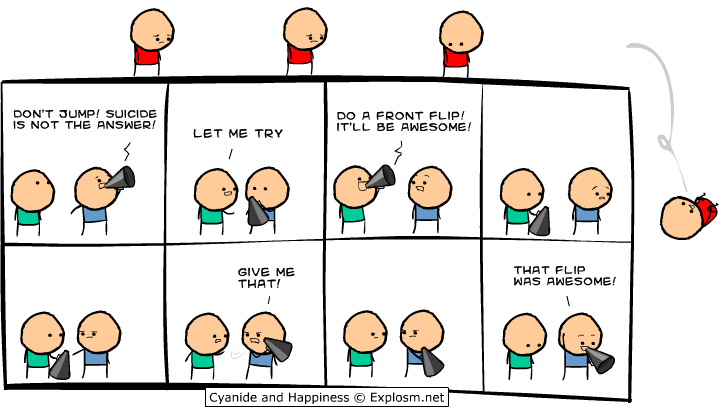 DON'T JUMP! SUICIDE
IS NOT THE ANSWER!
LET ME TRY
DO A FRONT FLIP!
IT'LL BE AWESOME!
GIVE ME
THAT!
THAT FLIP
WAS AWESOME!
Cyanide and Happiness © Explosm.net